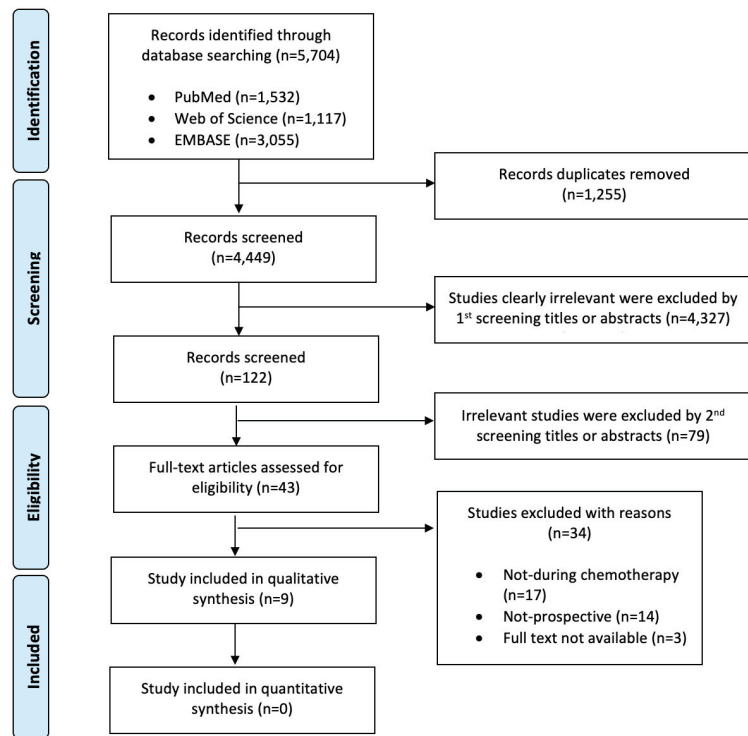 Identification
Records identified through
database searching (n=5,704)
• PubMed (n=1,532)
• Web of Science (n=1,117)
• EMBASE (n=3,055)
Records duplicates removed
(n=1,255)
Screening
Records screened
(n=4,449)
Studies clearly irrelevant were excluded by
1st screening titles or abstracts (n=4,327)
Records screened
(n=122)
Irrelevant studies were excluded by 2nd
screening titles or abstracts (n=79)
Eligibility
Full-text articles assessed for
eligibility (n=43)
Studies excluded with reasons
(n=34)
• Not-during chemotherapy
(n=17)
• Not-prospective (n=14)
• Full text not available (n=3)
Included
Study included in qualitative
synthesis (n=9)
Study included in quantitative
synthesis (n=0)